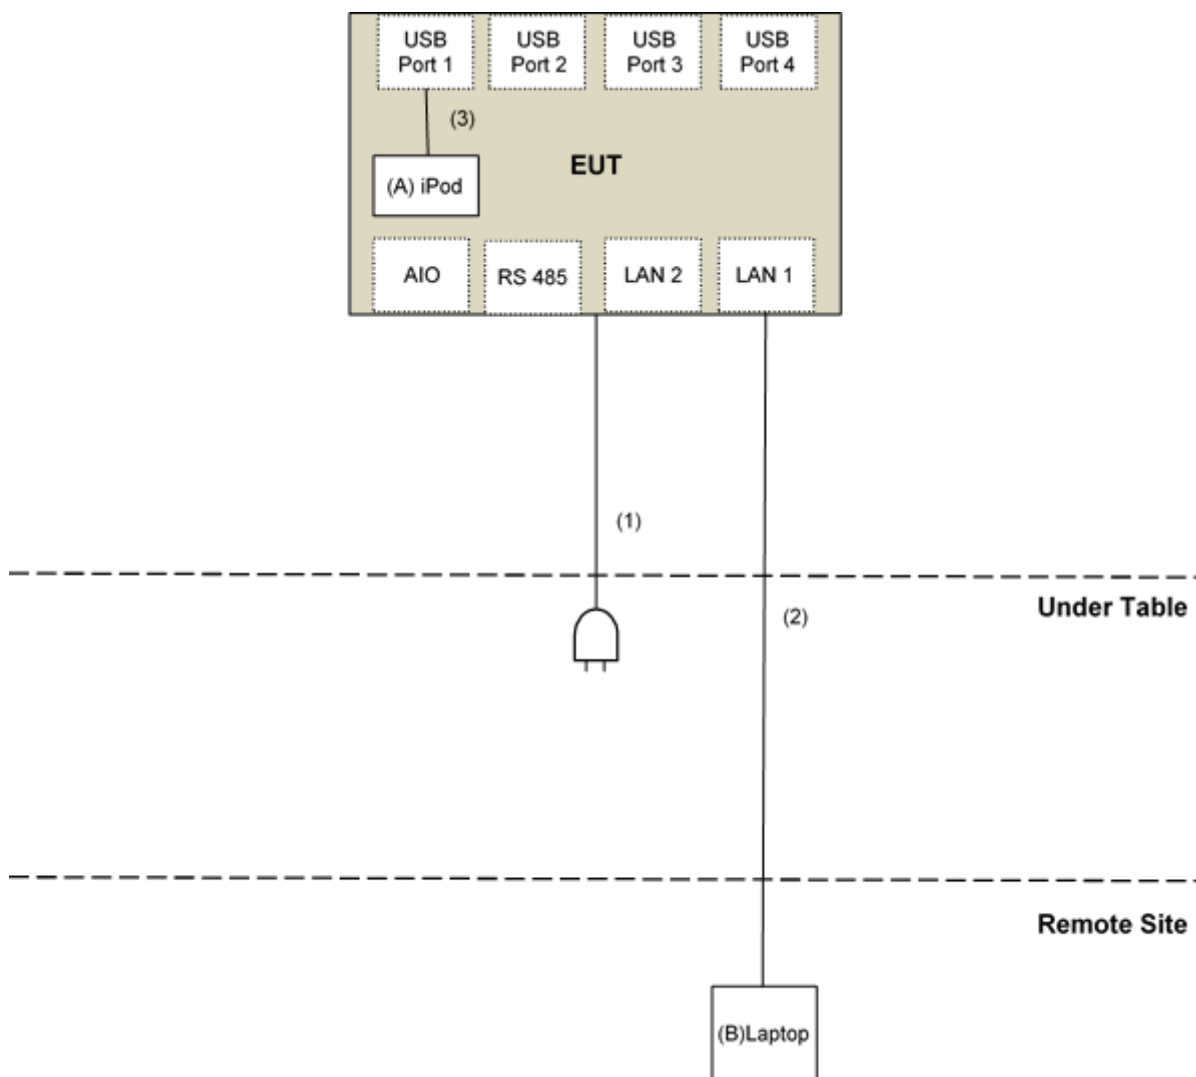 USB
Port 1
USB
Port 2
USB
Port 3
USB
Port 4
(3)
EUT
(A) iPod
AIO
RS 485
LAN 2
LAN 1
(1)
Under Table
(2)
Remote Site
(B)Laptop